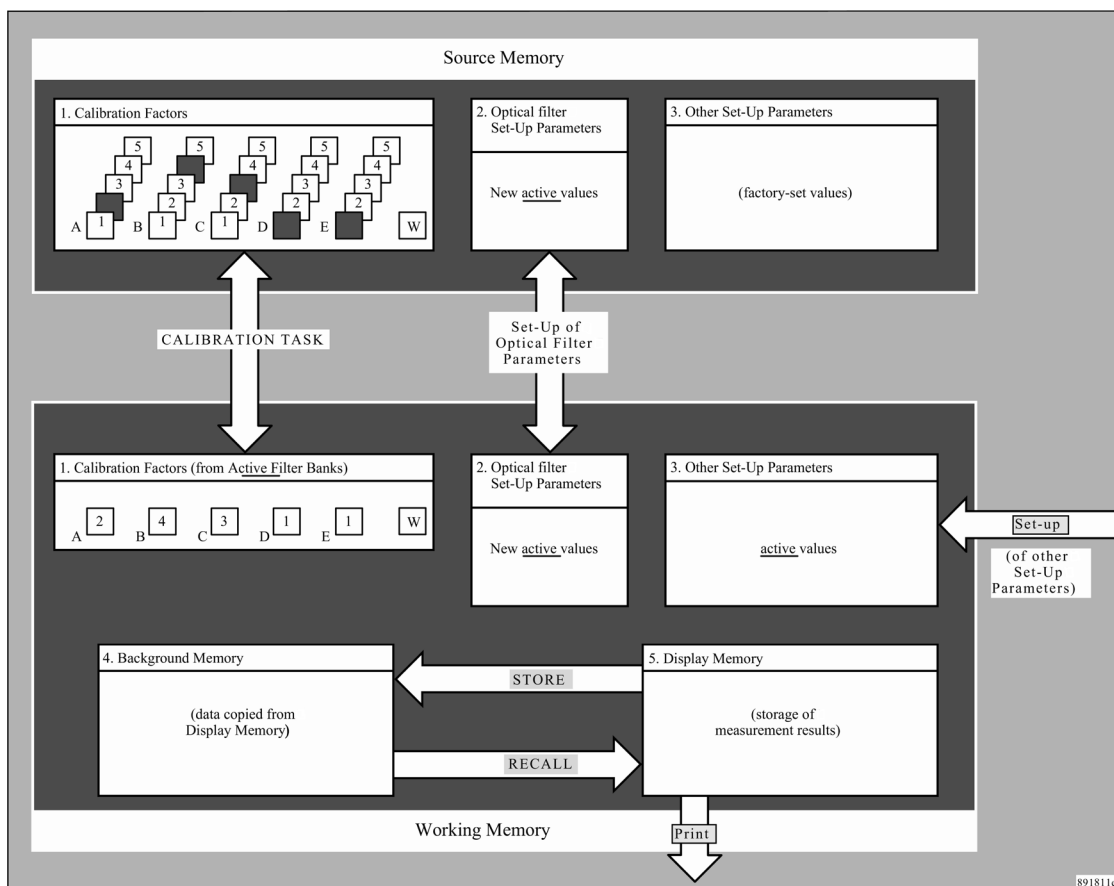 Source Memory
1. Calibration Factors
5 5 5 5 5
4 4 4 4
3 3 3 3
2 2 2 2
A 1 B 1 C 1 D E W
2. Optical filter
Set-Up Parameters
New active values
3. Other Set-Up Parameters
(factory-set values)
CALIBRATION TASK
Set-Up of
Optical Filter
Parameters
1. Calibration Factors (from Active Filter Banks)
A 2 B 4 C 3 D 1 E 1 W
2. Optical filter
Set-Up Parameters
New active values
3. Other Set-Up Parameters
active values
Set-up
(of other
Set-Up
Parameters)
4. Background Memory
(data copied from
Display Memory)
STORE
RECALL
5. Display Memory
(storage of
measurement results)
Working Memory
Print